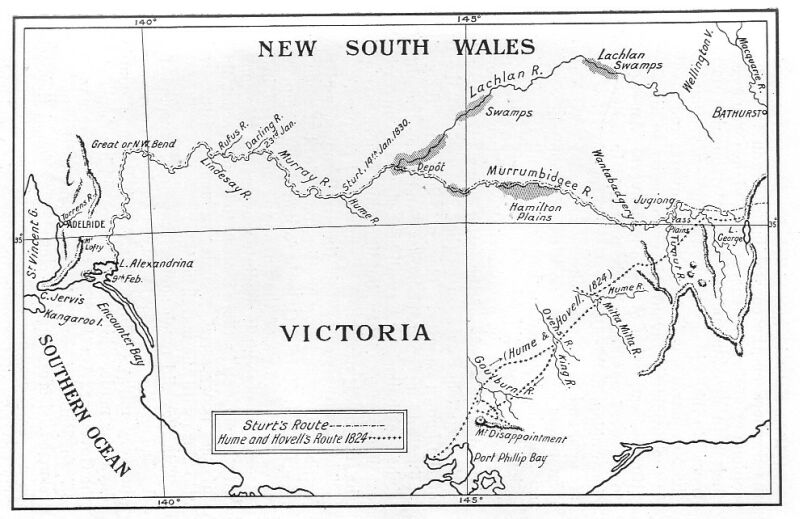 140°
145°
NEW SOUTH WALES
Lachlan
Swamps
Lachlan R.
Swamps
Wellington V.
Macquarie R.
BATHURST
Great or N.W. Bend
Rufus R.
Darling R.
23rd Jan.
Lindesay R.
Murray R.
Sturt, 14th Jan. 1830.
Hume R.
Depôt
Murrumbidgee R.
Hamilton
Plains
Wantabadgery
Jugiong
Yass
Plains
Tumut R.
L.
George
35°
35°
St Vincent G.
Torrens R.
ADELAIDE
Mt
Lofty
L. Alexandrina
9th Feb.
C. Jervis
Kangaroo I.
Encounter Bay
SOUTHERN OCEAN
VICTORIA
(Hume & Hovell 1824)
Hume R.
Mitta Mitta R.
Ovens R.
King R.
Goulburn R.
Mt Disappointment
Port Phillip Bay
Sturt's Route
Hume and Hovell's Route 1824
140°
145°